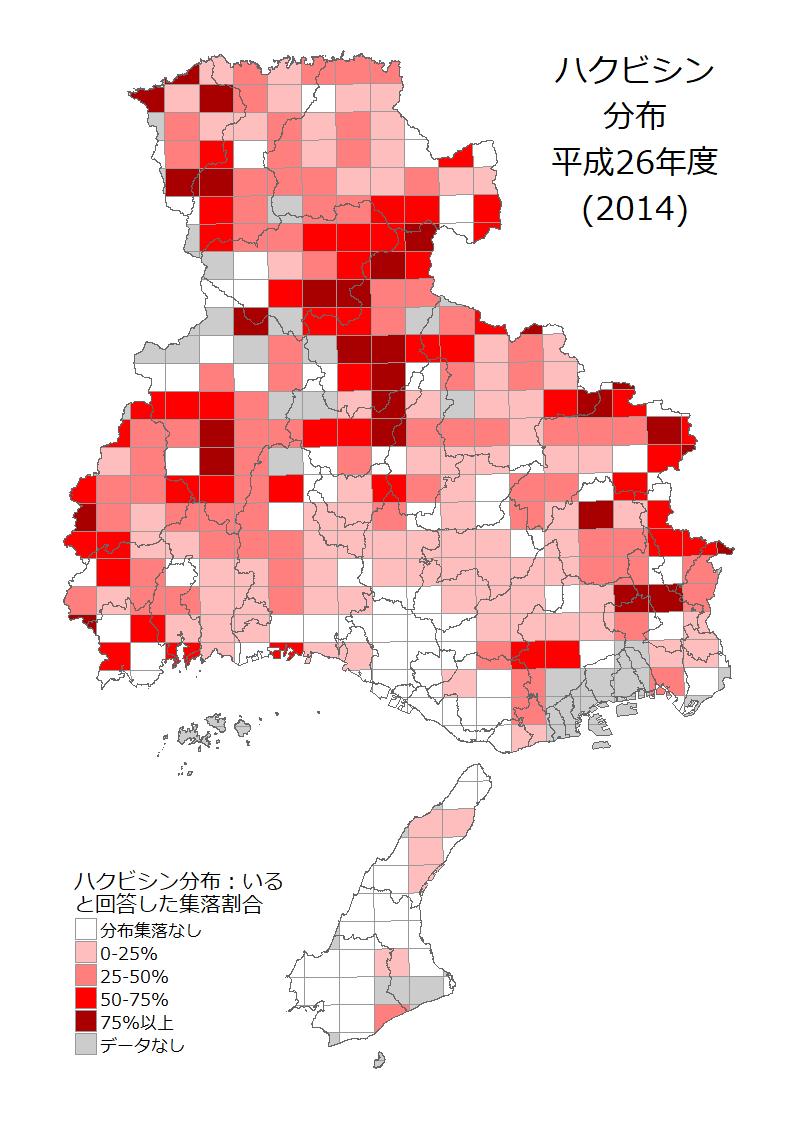 ハクビシン
分布
平成26年度
(2014)
ハクビシン分布：いる
と回答した集落割合
分布集落なし
0-25%
25-50%
50-75%
75%以上
データなし